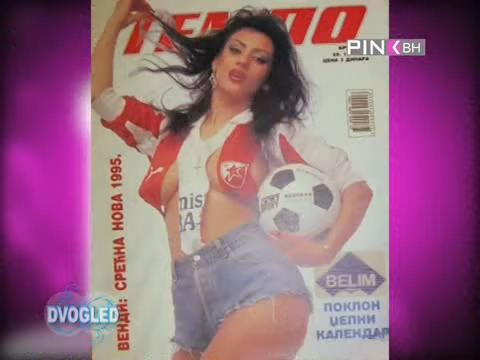 ТЕМПО
PINK BH
ЦЕНА 3 ДИНАРА
ВЕНДИ: СРЕЋНА НОВА 1995.
BELIM
ПОКЛОН
ЏЕПНИ
КАЛЕНДАР
DVOGLED